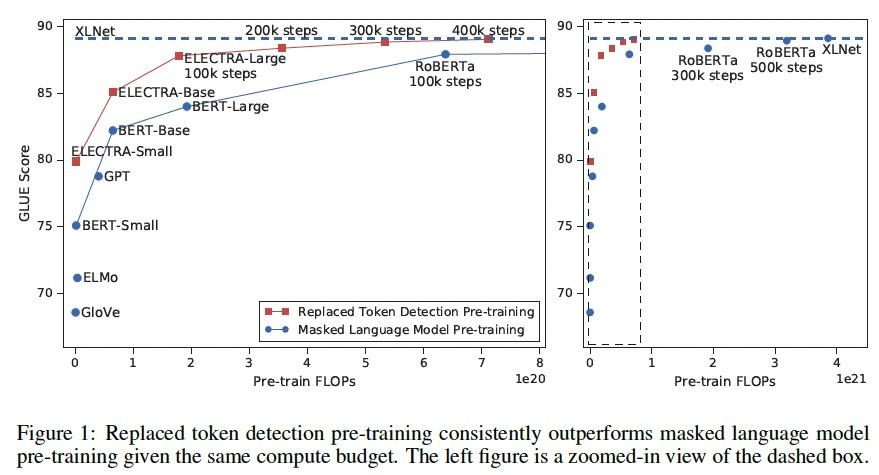 90
85
80
75
70
GLUE Score
XLNet
200k steps
300k steps
400k steps
ELECTRA-Large
100k steps
RoBERTa
100k steps
ELECTRA-Base
BERT-Large
BERT-Base
ELECTRA-Small
GPT
BERT-Small
ELMo
GloVe
Replaced Token Detection Pre-training
Masked Language Model Pre-training
0 1 2 3 4 5 6 7 8
Pre-train FLOPs
1e20
90
85
80
75
70
RoBERTa
300k steps
RoBERTa
500k steps
XLNet
0 1 2 3 4
Pre-train FLOPs
1e21
Figure 1: Replaced token detection pre-training consistently outperforms masked language model
pre-training given the same compute budget. The left figure is a zoomed-in view of the dashed box.